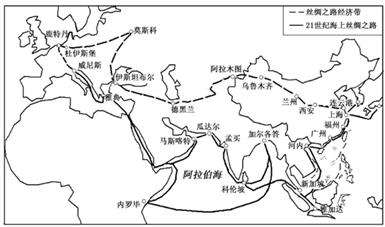 丝绸之路经济带
21世纪海上丝绸之路
莫斯科
鹿特丹
杜伊斯堡
威尼斯
伊斯坦布尔
雅典
阿拉木图
乌鲁木齐
德黑兰
兰州
西安
连云港
上海
福州
广州
马斯喀特
瓜达尔
孟买
加尔各答
河内
阿拉伯海
科伦坡
新加坡
内罗毕
雅加达